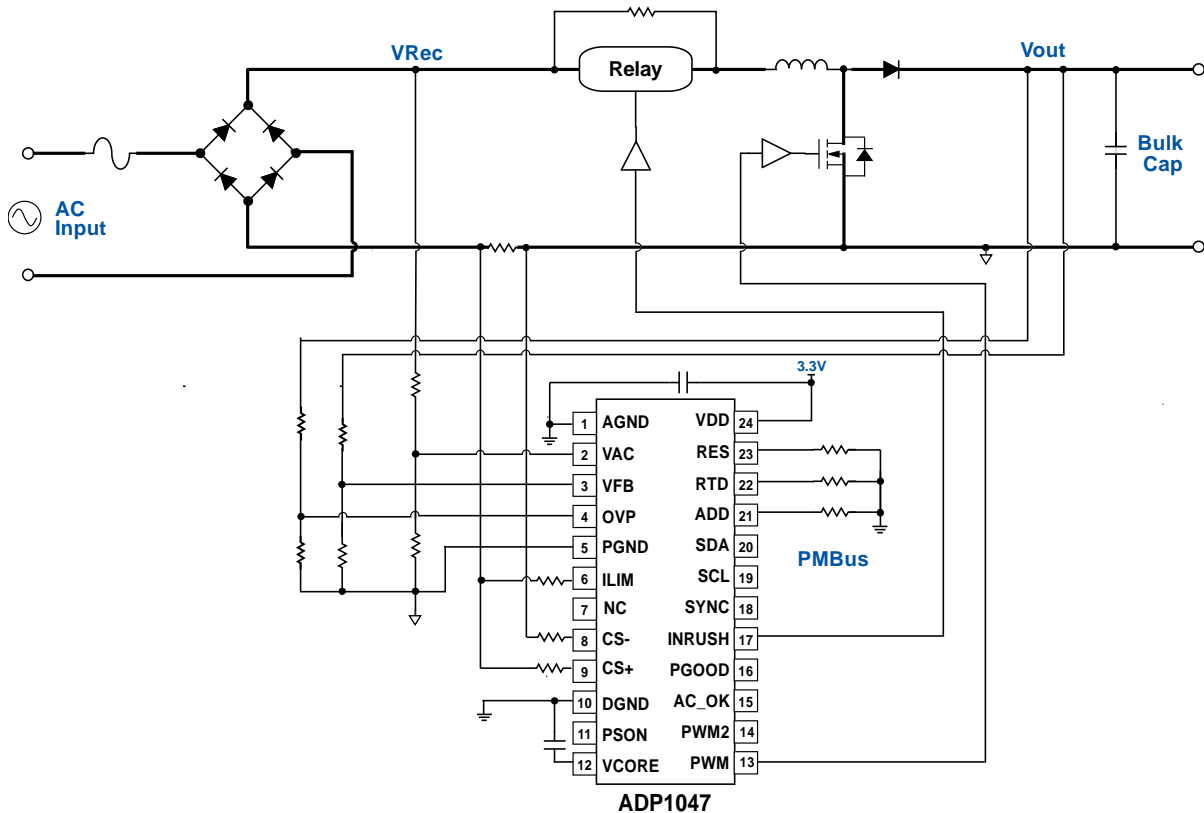 VRec
Relay
Vout
Bulk
Cap
AC
Input
3.3V
1 AGND
VDD 24
2 VAC
RES 23
3 VFB
RTD 22
4 OVP
ADD 21
5 PGND
SDA 20
PMBus
6 ILIM
SCL 19
7 NC
SYNC 18
8 CS-
INRUSH 17
9 CS+
PGOOD 16
10 DGND
AC_OK 15
11 PSON
PWM2 14
12 VCORE
PWM 13
ADP1047